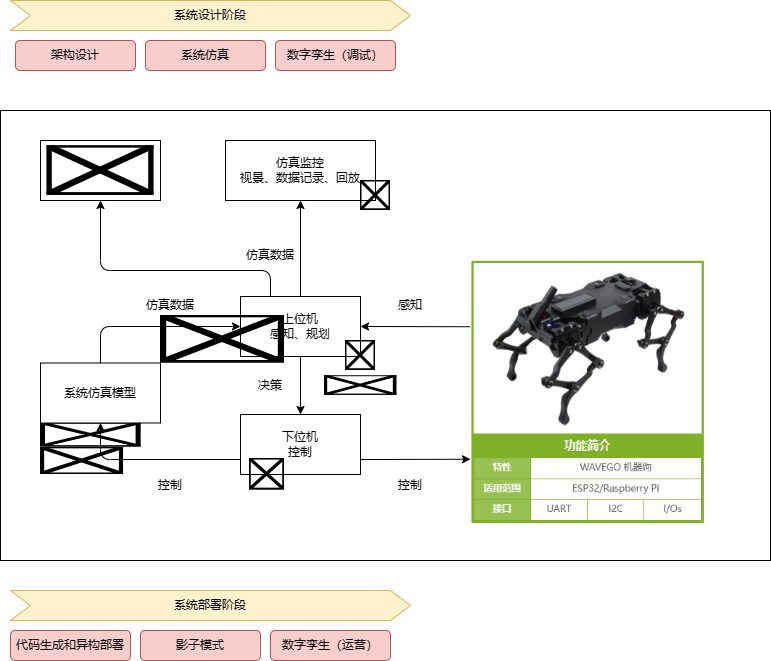 系统设计阶段
架构设计
系统仿真
数字孪生（调试）
仿真监控
视景、数据记录、回放
仿真数据
仿真数据
上位机
感知、规划
感知
系统仿真模型
决策
下位机
控制
控制
控制
功能简介
特性 WAVEGO 机器狗
适用范围 ESP32/Raspberry Pi
接口 UART I2C I/Os
系统部署阶段
代码生成和异构部署
影子模式
数字孪生（运营）